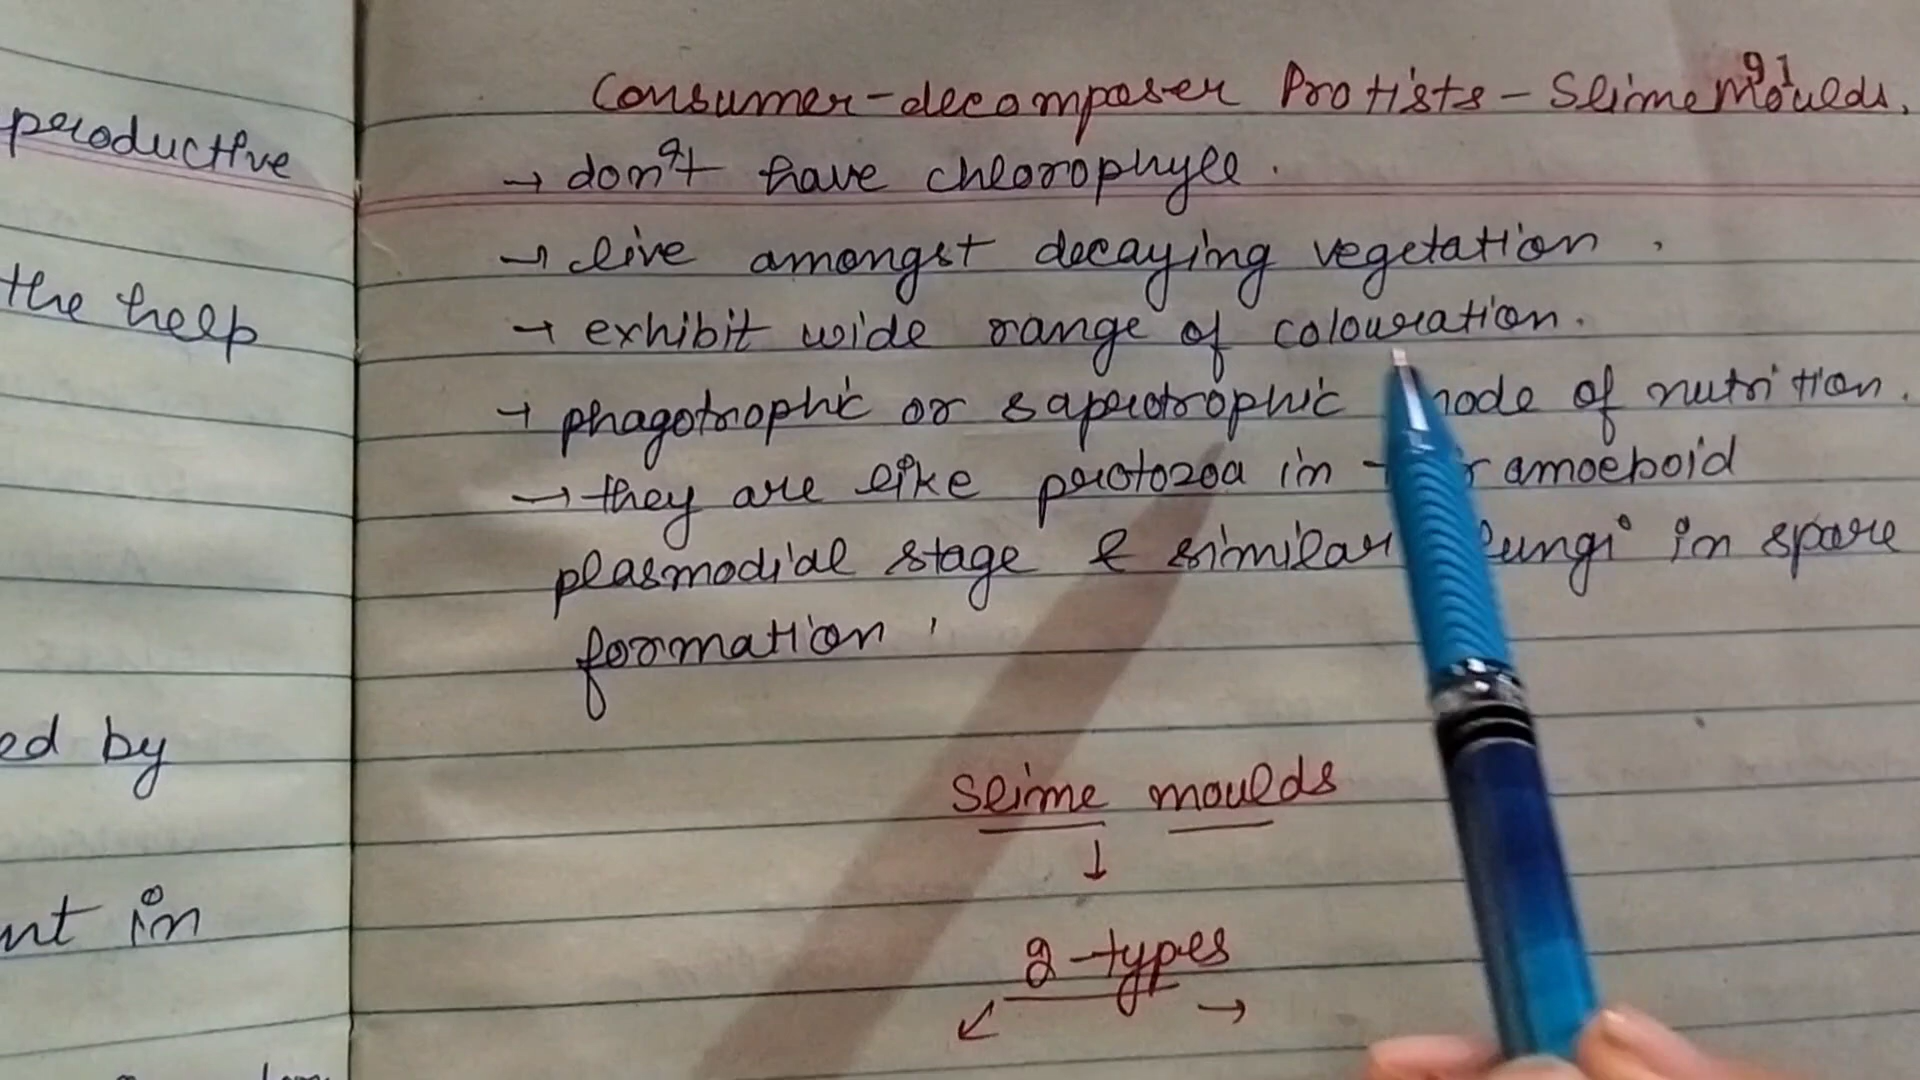 productive
the help
ed by
nt in
Consumer-decomposer Protists - Slime Moulds.
91
→ don't have chlorophyll.
→ live amongst decaying vegetation.
→ exhibit wide range of colouration.
→ phagotrophic or saprotrophic mode of nutrition.
→ they are like protozoa in amoeboid
plasmodial stage & similar fungi in spore
formation.
Slime moulds
↓
2-types
↙ →